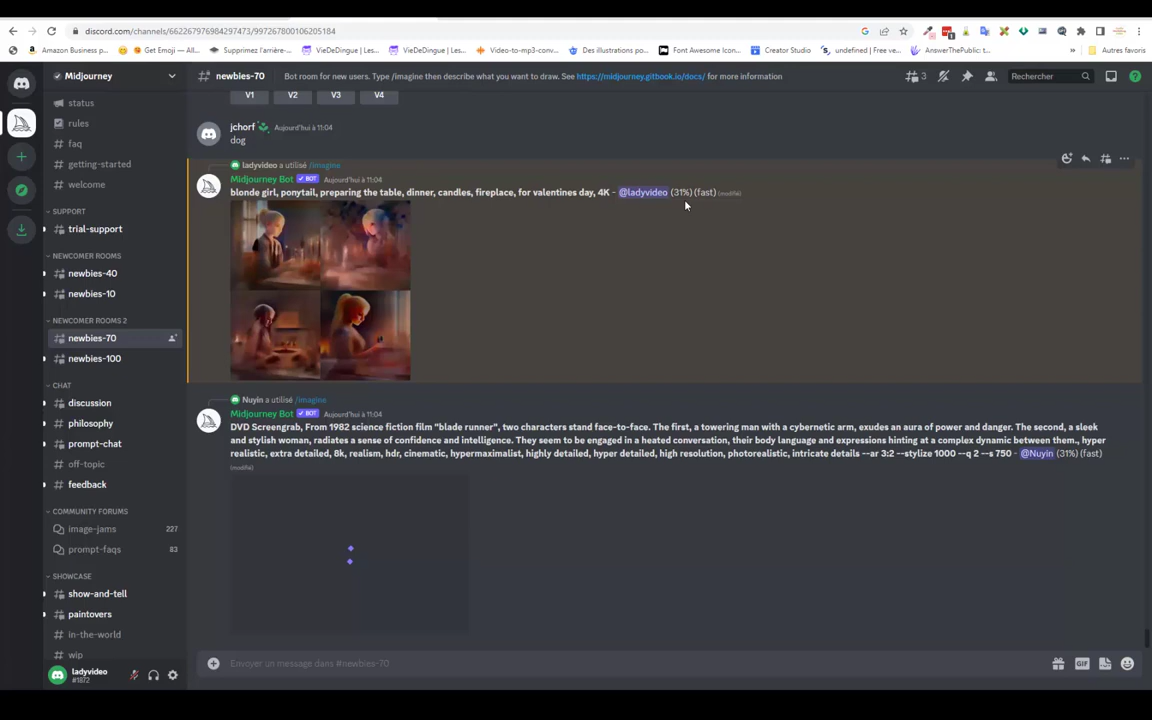 discord.com/channels/662267976984297473/997267800106205184
Amazon Business p...
Get Emoji — All...
Supprimez l'arrière-...
VieDeDingue | Les...
VieDeDingue | Les...
Video-to-mp3-conv...
Des illustrations po...
Font Awesome Icon...
Creator Studio
undefined | Free ve...
AnswerThePublic: t...
»
Autres favoris
Midjourney
newbies-70
Bot room for new users. Type /imagine then describe what you want to draw. See https://midjourney.gitbook.io/docs/ for more information
3
Rechercher
status
rules
faq
getting-started
welcome
SUPPORT
trial-support
NEWCOMER ROOMS
newbies-40
newbies-10
NEWCOMER ROOMS 2
newbies-70
newbies-100
CHAT
discussion
philosophy
prompt-chat
off-topic
feedback
COMMUNITY FORUMS
image-jams 227
prompt-faqs 83
SHOWCASE
show-and-tell
paintovers
in-the-world
wip
ladyvideo
#1872
V1 V2 V3 V4
jchorf Aujourd'hui à 11:04
dog
ladyvideo a utilisé /imagine
Midjourney Bot ✓ BOT Aujourd'hui à 11:04
blonde girl, ponytail, preparing the table, dinner, candles, fireplace, for valentines day, 4K - @ladyvideo (31%) (fast) (modifié)
Nuyin a utilisé /imagine
Midjourney Bot ✓ BOT Aujourd'hui à 11:04
DVD Screengrab, From 1982 science fiction film "blade runner", two characters stand face-to-face. The first, a towering man with a cybernetic arm, exudes an aura of power and danger. The second, a sleek
and stylish woman, radiates a sense of confidence and intelligence. They seem to be engaged in a heated conversation, their body language and expressions hinting at a complex dynamic between them., hyper
realistic, extra detailed, 8k, realism, hdr, cinematic, hypermaximalist, highly detailed, hyper detailed, high resolution, photorealistic, intricate details --ar 3:2 --stylize 1000 --q 2 --s 750 - @Nuyin (31%) (fast)
(modifié)
Envoyer un message dans #newbies-70
GIF